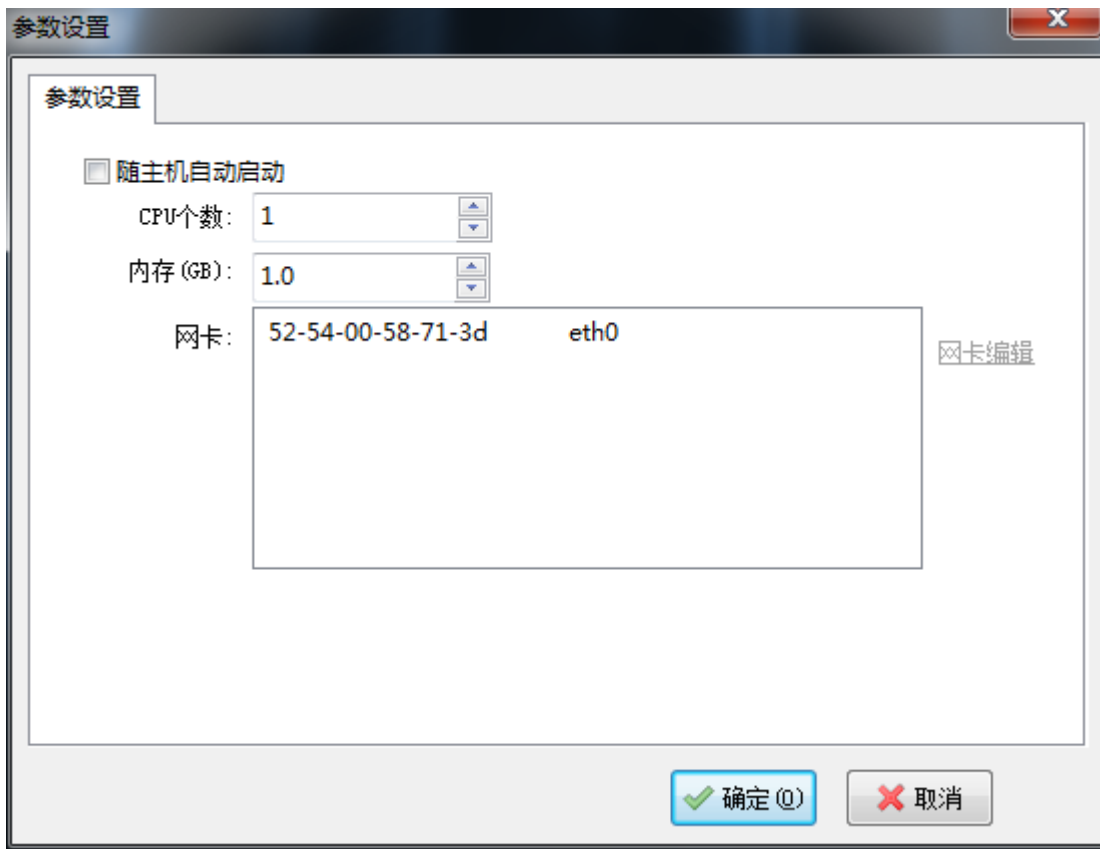 参数设置
参数设置
随主机自动启动
CPU个数: 1
内存(GB): 1.0
网卡: 52-54-00-58-71-3d eth0
网卡编辑
确定(O) 取消